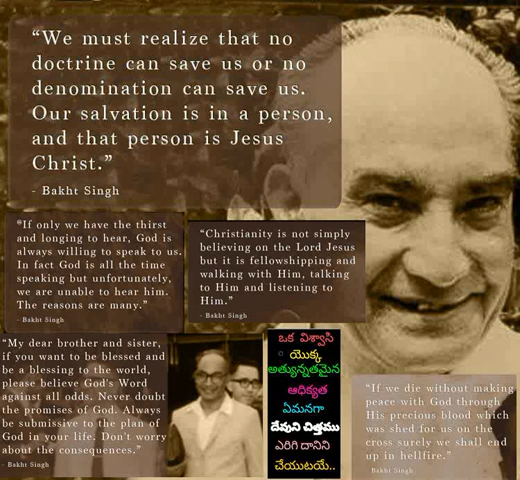 “We must realize that no
doctrine can save us or no
denomination can save us.
Our salvation is in a person,
and that person is Jesus
Christ.”
- Bakht Singh
“If only we have the thirst
and longing to hear, God is
always willing to speak to us.
In fact God is all the time
speaking but unfortunately,
we are unable to hear him.
The reasons are many.”
- Bakht Singh
“Christianity is not simply
believing on the Lord Jesus
but it is fellowshipping and
walking with Him, talking
to Him and listening to
Him.”
- Bakht Singh
“My dear brother and sister,
if you want to be blessed and
be a blessing to the world,
please believe God's Word
against all odds. Never doubt
the promises of God. Always
be submissive to the plan of
God in your life. Don't worry
about the consequences.”
- Bakht Singh
ఒక విశ్వాసి
యొక్క
అత్యున్నతమైన
ఆధిక్యత
ఏమనగా
దేవుని చిత్తము
ఎరిగి దానిని
చేయుటయే..
“If we die without making
peace with God through
His precious blood which
was shed for us on the
cross surely we shall end
up in hellfire.”
- Bakht Singh